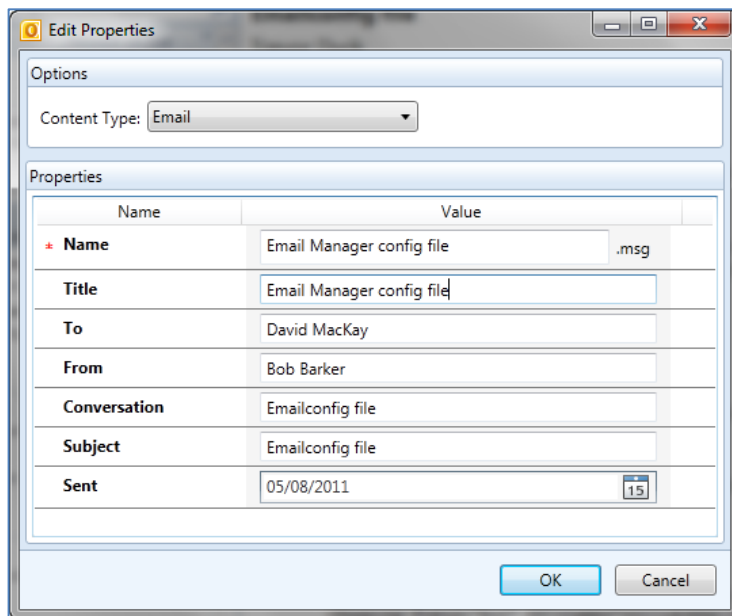 Edit Properties
Options
Content Type: Email
Properties
Name Value
± Name Email Manager config file .msg
Title Email Manager config file
To David MacKay
From Bob Barker
Conversation Emailconfig file
Subject Emailconfig file
Sent 05/08/2011 15
OK Cancel